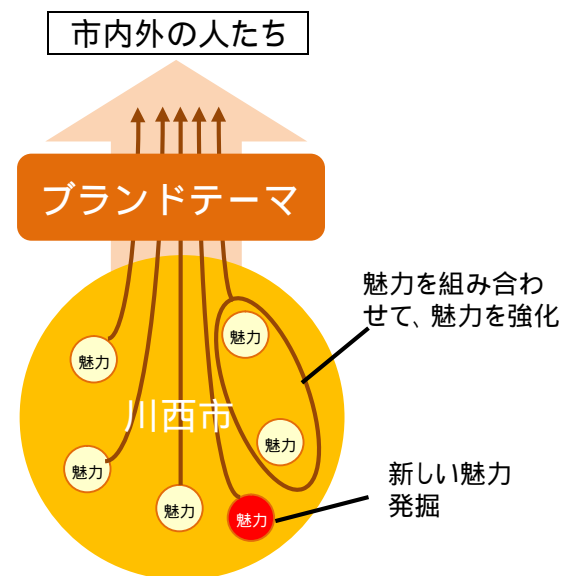 市内外の人たち
ブランドテーマ
魅力を組み合わ
せて、魅力を強化
魅力
魅力
川西市
魅力
魅力
新しい魅力
発掘
魅力
魅力